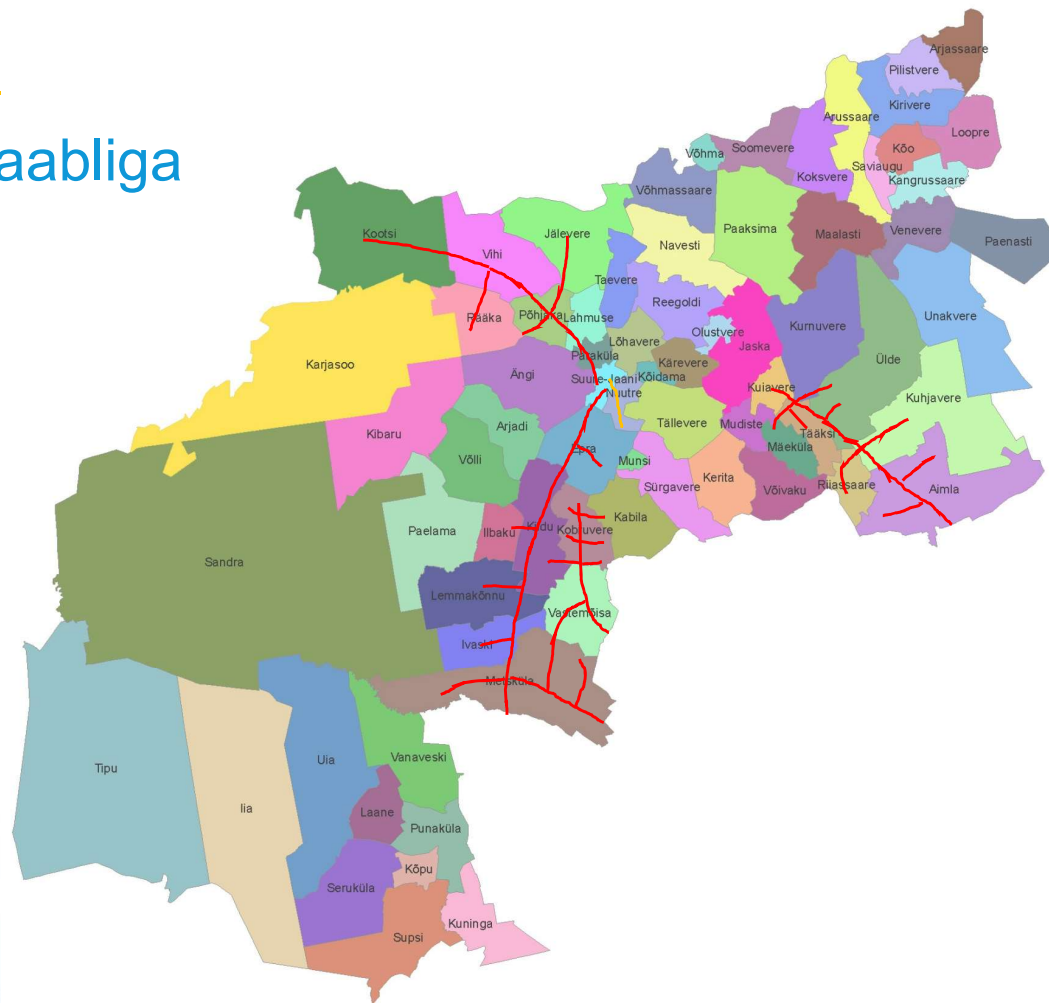 aabliga
Arjassaare
Pilistvere
Kirivere
Arussaare
Loopre
Kõo
Soomevere
Võhma
Saviaugu
Koksvere
Kangrussaare
Võhmassaare
Paaksima
Maalasti
Venevere
Paenasti
Kootsi
Jälevere
Vihi
Navesti
Taevere
Reegoldi
Unakvere
Rääka
Põhjaka
Lahmuse
Olustvere
Kurnuvere
Lõhavere
Jaska
Ülde
Karjasoo
Päraküla
Kärevere
Ängi
Suure-Jaani
Kõidama
Kuiavere
Nuutre
Kuhjavere
Kibaru
Arjadi
Tällevere
Mudiste
Tääksi
Epra
Mäeküla
Võlli
Munsi
Sürgavere
Kerita
Riiassaare
Võivaku
Aimla
Kabila
Paelama
Ilbaku
Kildu
Kobruvere
Sandra
Lemmakõnnu
Vastemõisa
Ivaski
Metsküla
Tipu
Iia
Uia
Vanaveski
Laane
Punaküla
Kõpu
Seruküla
Kuninga
Supsi